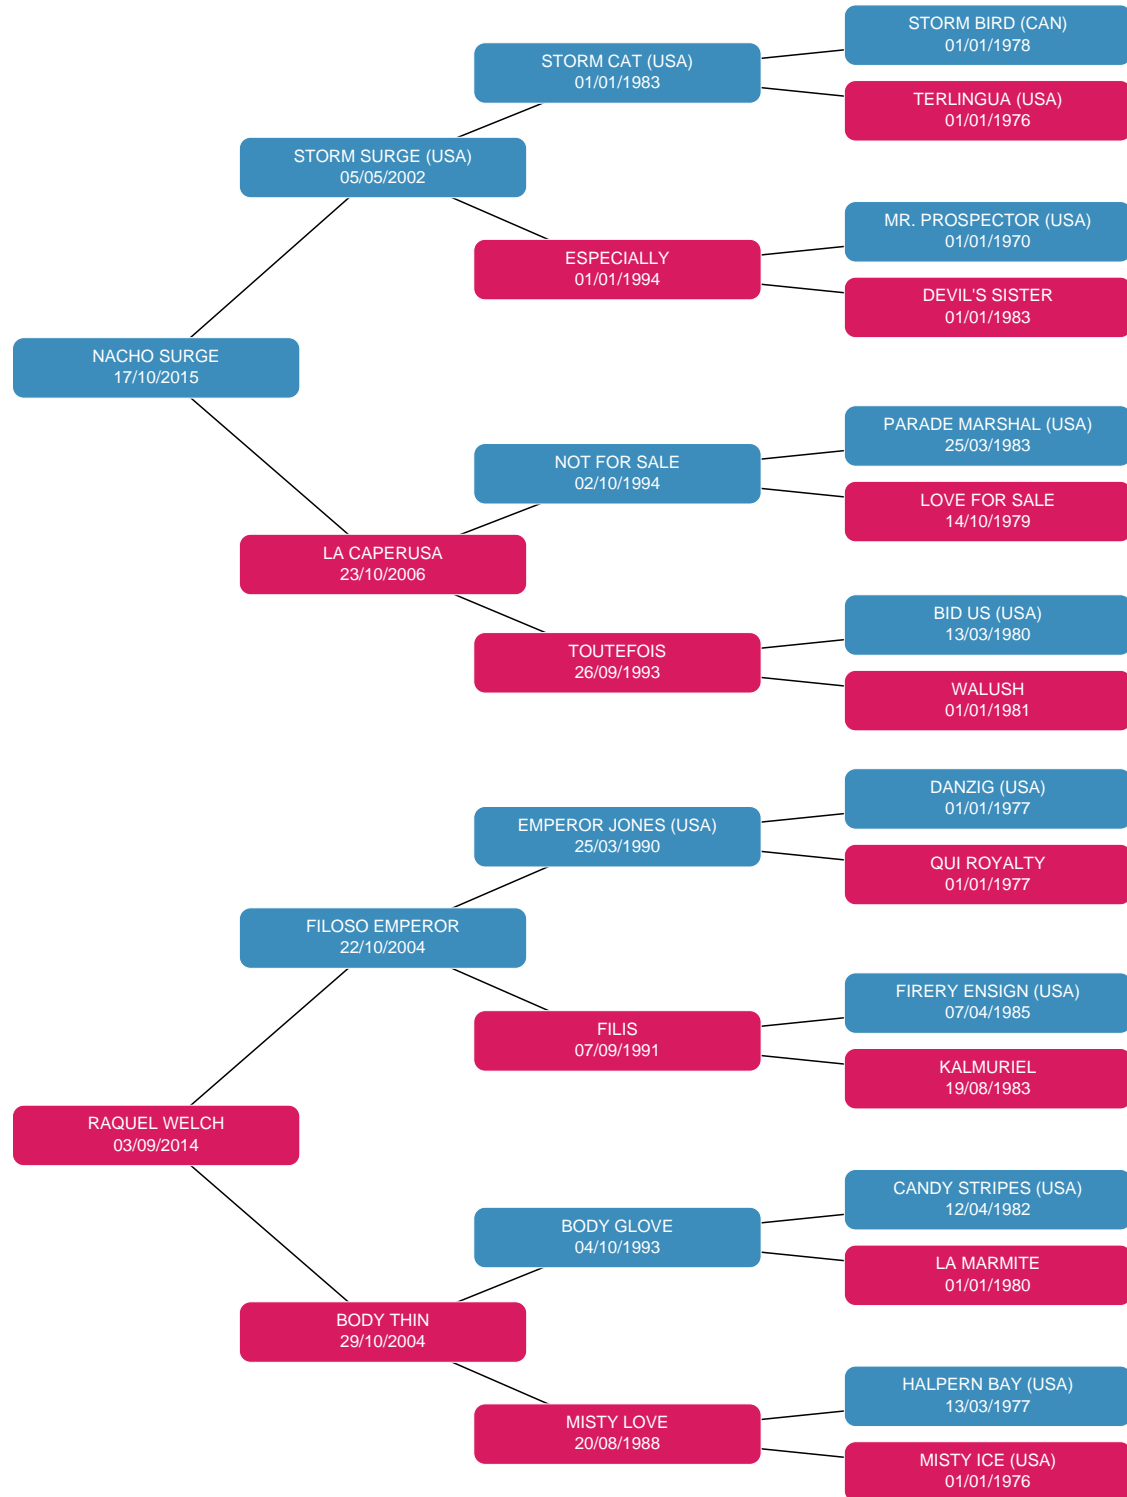 STORM BIRD (CAN)
01/01/1978
STORM CAT (USA)
01/01/1983
TERLINGUA (USA)
01/01/1976
STORM SURGE (USA)
05/05/2002
MR. PROSPECTOR (USA)
01/01/1970
ESPECIALLY
01/01/1994
DEVIL'S SISTER
01/01/1983
NACHO SURGE
17/10/2015
PARADE MARSHAL (USA)
25/03/1983
NOT FOR SALE
02/10/1994
LOVE FOR SALE
14/10/1979
LA CAPERUSA
23/10/2006
BID US (USA)
13/03/1980
TOUTEFOIS
26/09/1993
WALUSH
01/01/1981
DANZIG (USA)
01/01/1977
EMPEROR JONES (USA)
25/03/1990
QUI ROYALTY
01/01/1977
FILOSO EMPEROR
22/10/2004
FIRERY ENSIGN (USA)
07/04/1985
FILIS
07/09/1991
KALMURIEL
19/08/1983
RAQUEL WELCH
03/09/2014
CANDY STRIPES (USA)
12/04/1982
BODY GLOVE
04/10/1993
LA MARMITE
01/01/1980
BODY THIN
29/10/2004
HALPERN BAY (USA)
13/03/1977
MISTY LOVE
20/08/1988
MISTY ICE (USA)
01/01/1976